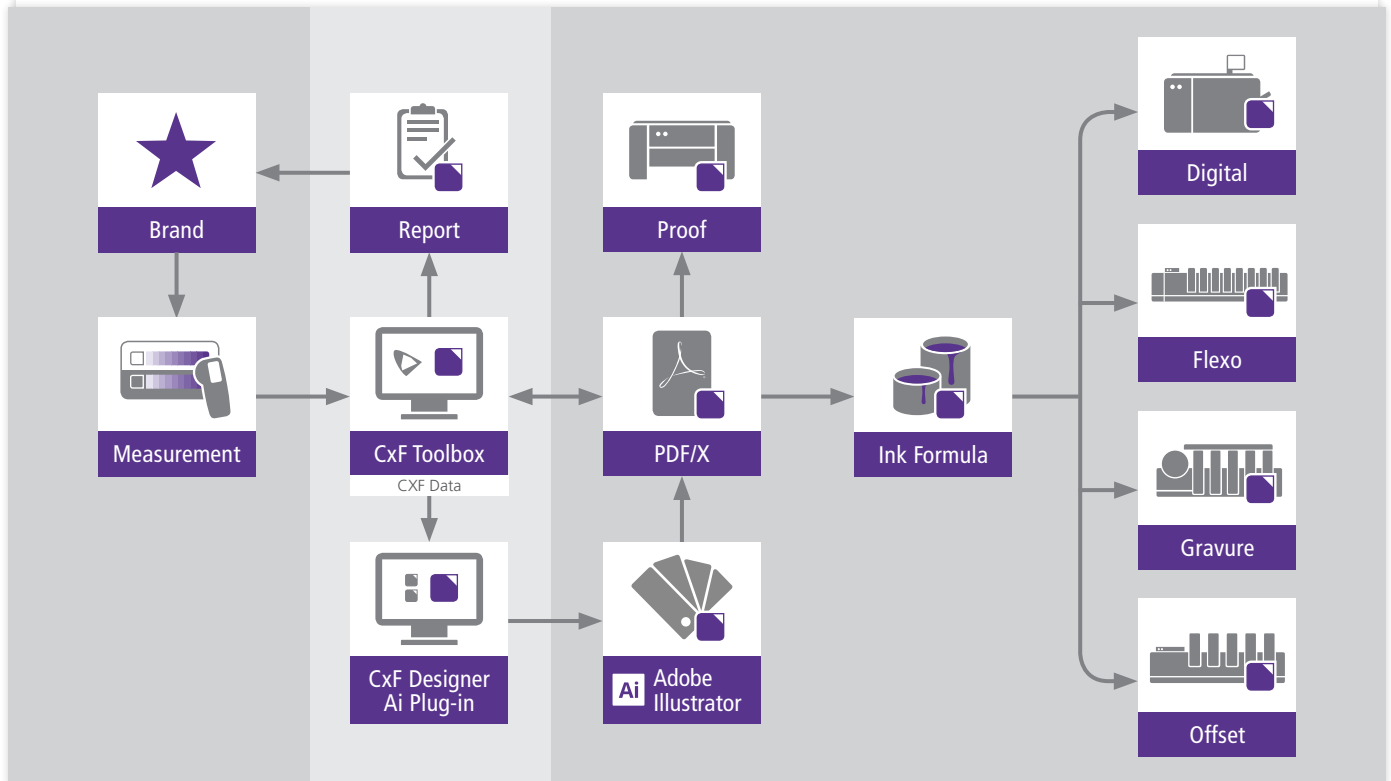 Brand
Report
Proof
Digital
Measurement
CxF Toolbox
CXF Data
PDF/X
Ink Formula
Flexo
Gravure
CxF Designer
Ai Plug-in
Ai
Adobe
Illustrator
Offset